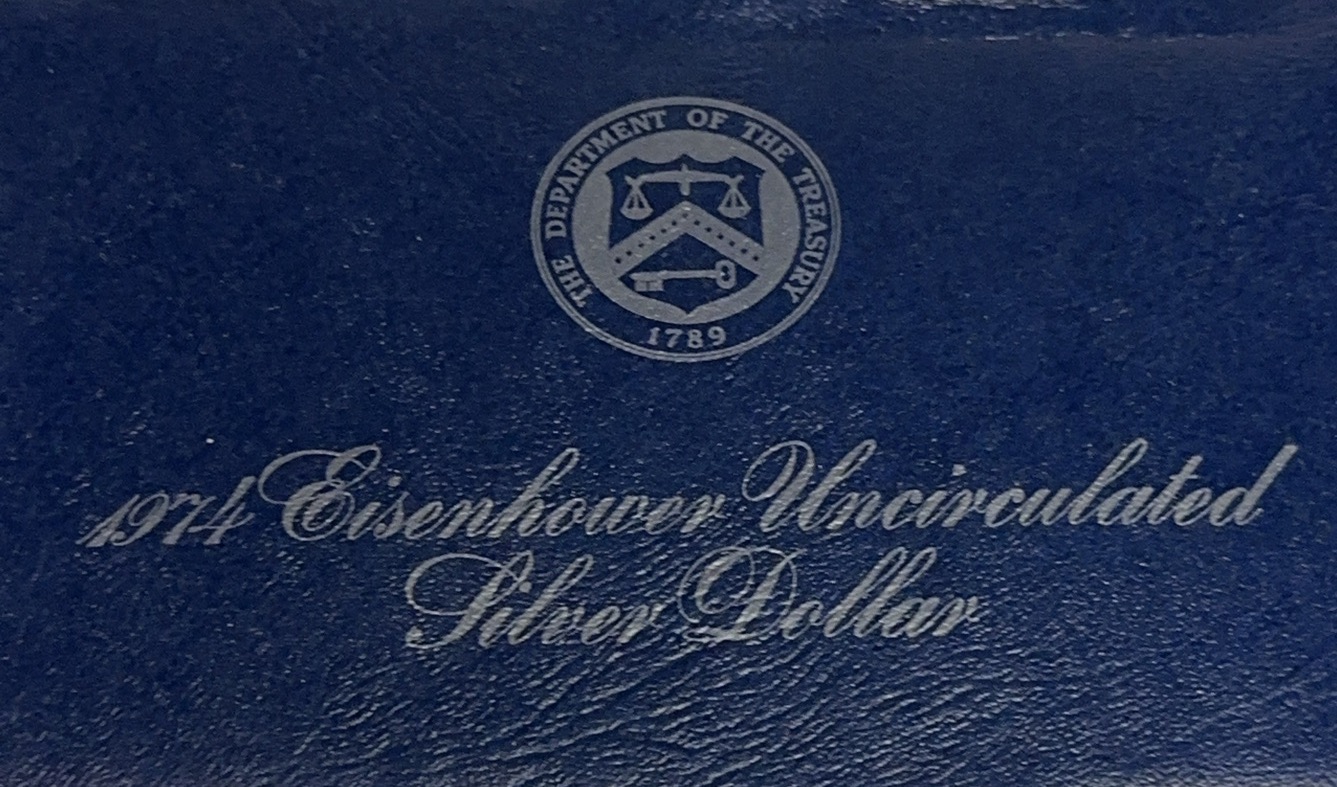 THE DEPARTMENT OF THE TREASURY
1789
1974 Eisenhower Uncirculated
Silver Dollar